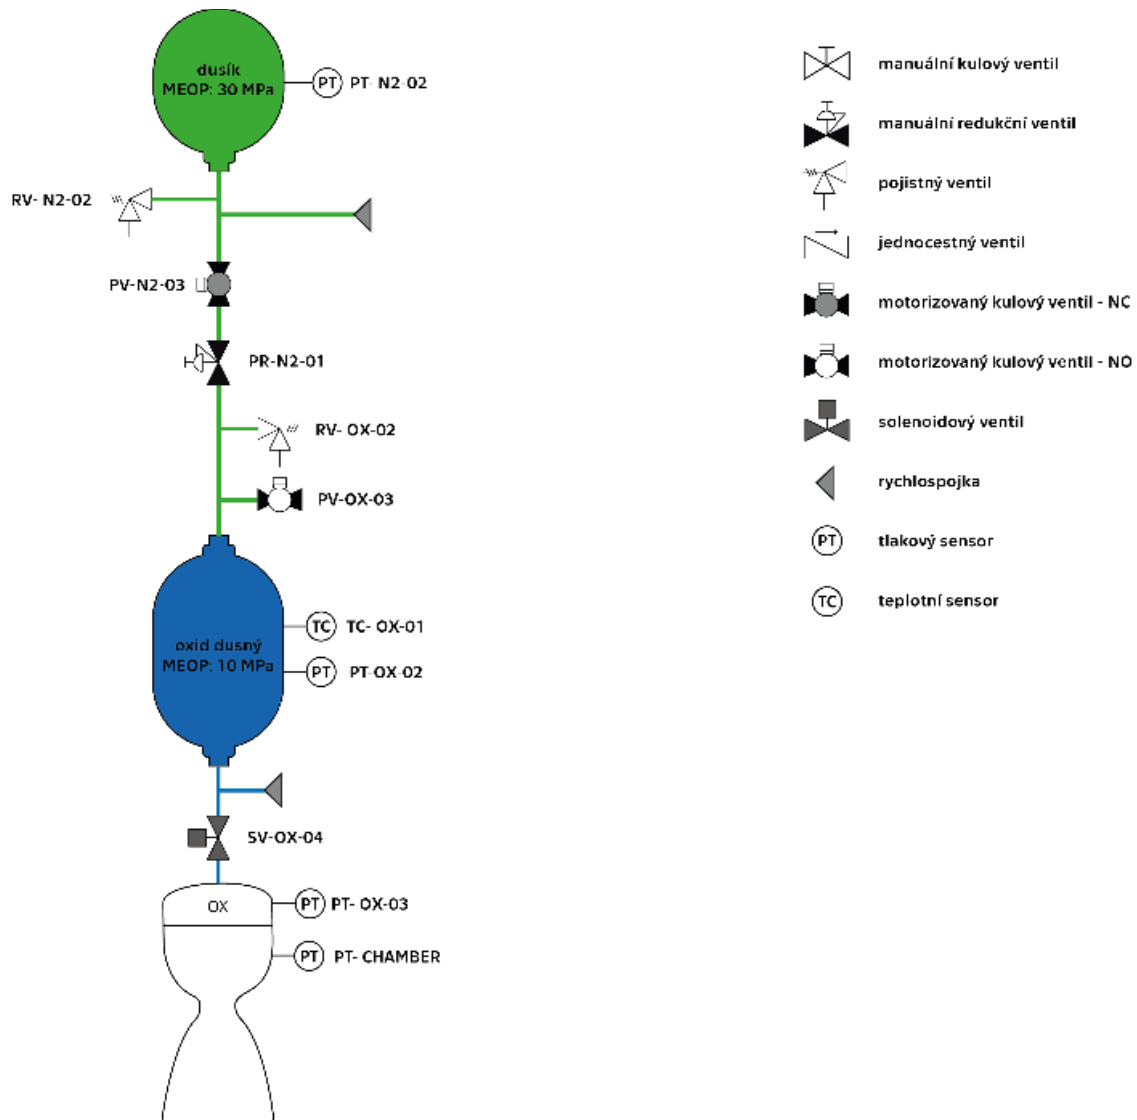 dusík
MEOP: 30 MPa
PT PT- N2-02
RV- N2-02
PV-N2-03
PR-N2-01
RV- OX-02
PV-OX-03
oxid dusný
MEOP: 10 MPa
TC TC- OX-01
PT PT-OX-02
SV-OX-04
OX
PT PT- OX-03
PT PT- CHAMBER
manuální kulový ventil
manuální redukční ventil
pojistný ventil
jednocestný ventil
motorizovaný kulový ventil - NC
motorizovaný kulový ventil - NO
solenoidový ventil
rychlospojka
PT tlakový sensor
TC teplotní sensor